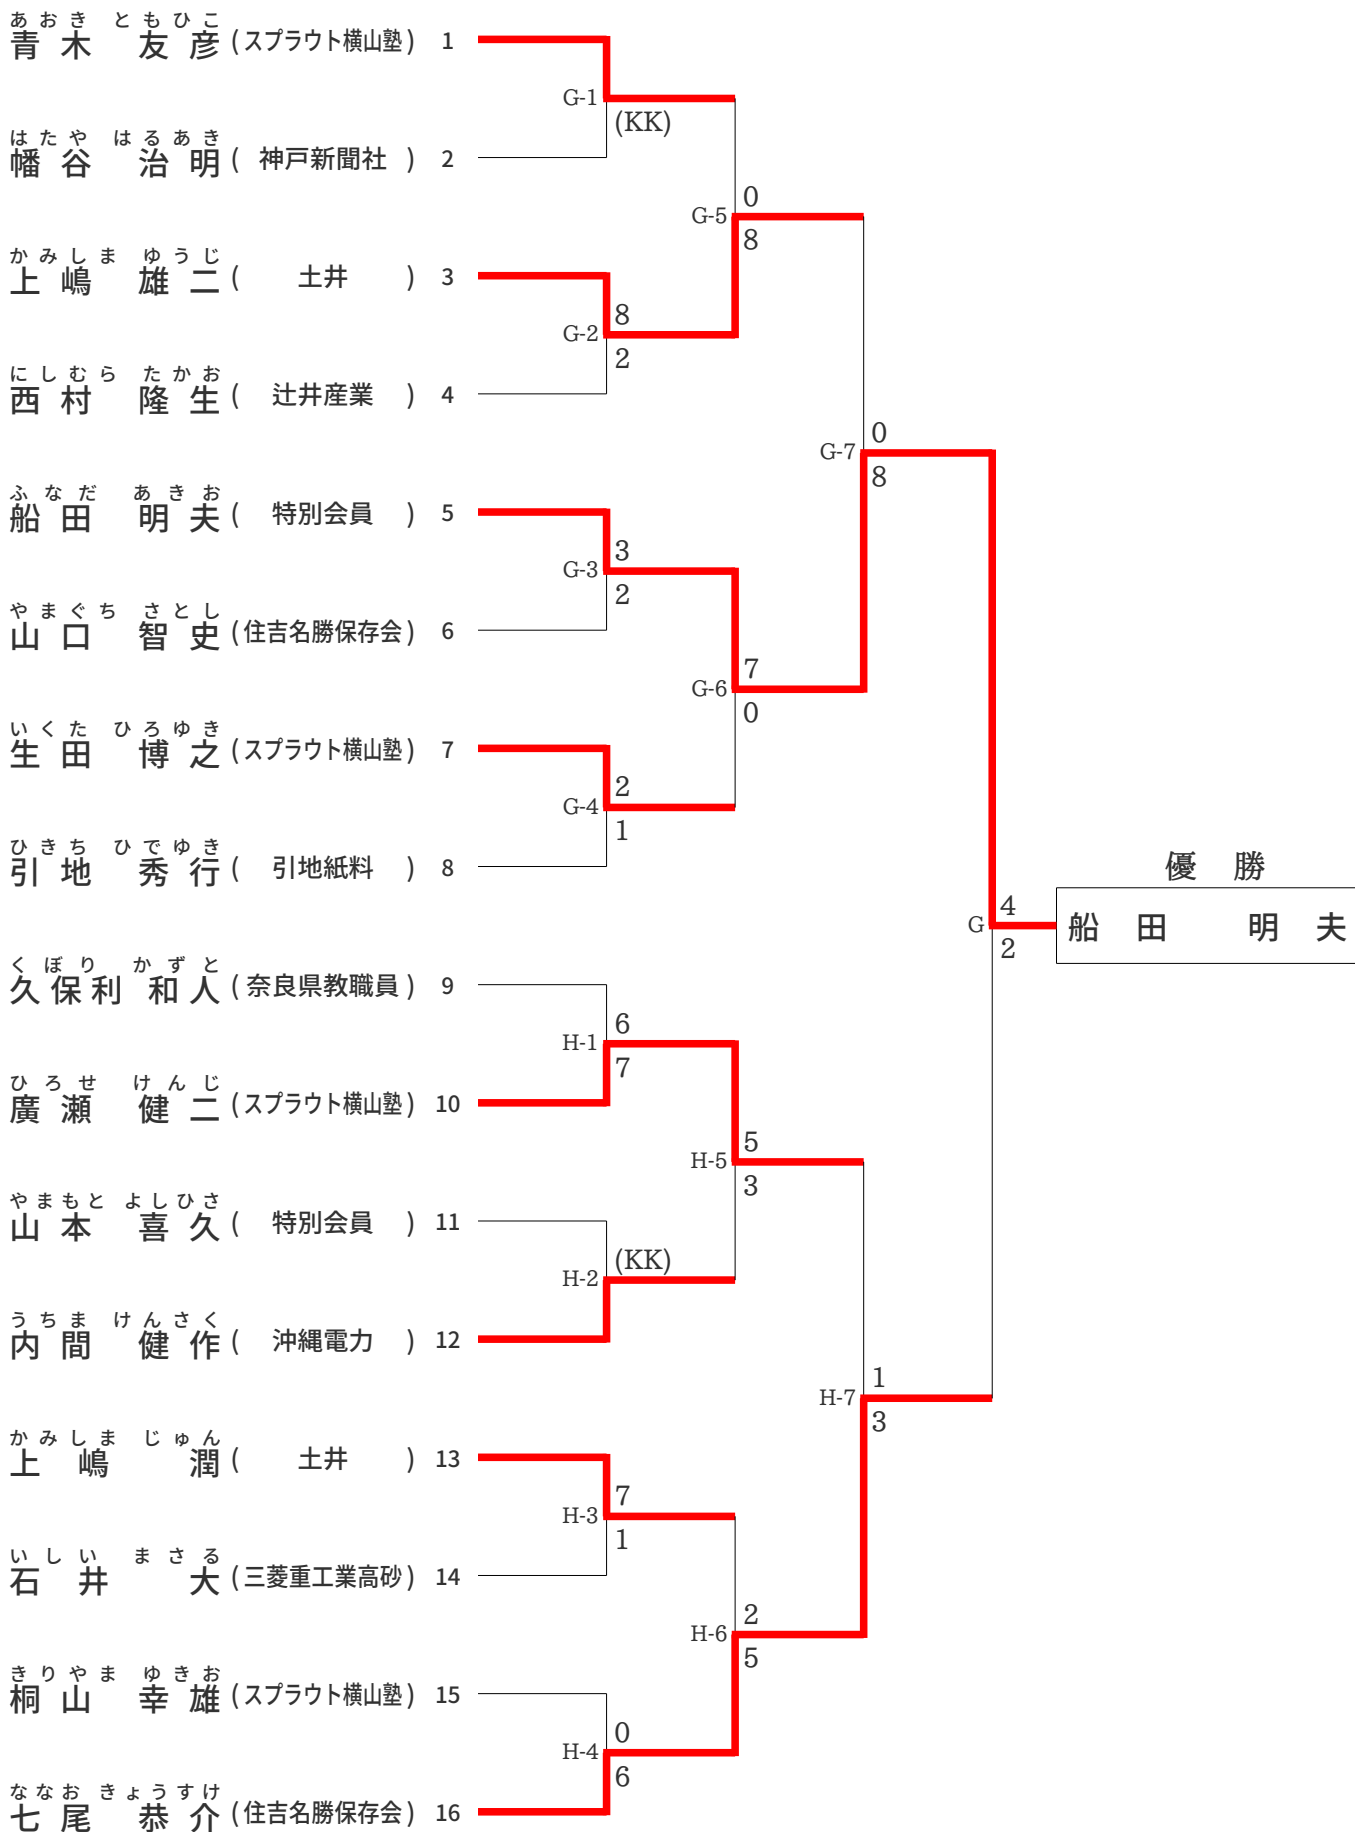 あおき ともひこ
青木 友彦 (スプラウト横山塾) 1
G-1
(KK)
はたや はるあき
幡谷 治明 ( 神戸新聞社 ) 2
0
G-5
8
かみしま ゆうじ
上嶋 雄二 ( 土井 ) 3
8
G-2
2
にしむら たかお
西村 隆生 ( 辻井産業 ) 4
0
G-7
8
ふなだ あきお
船田 明夫 ( 特別会員 ) 5
3
G-3
2
やまぐち さとし
山口 智史 (住吉名勝保存会) 6
7
G-6
0
いくた ひろゆき
生田 博之 (スプラウト横山塾) 7
2
G-4
1
ひきち ひでゆき
引地 秀行 ( 引地紙料 ) 8
優 勝
4
G
船田 明夫
2
くぼり かずと
久保利 和人 (奈良県教職員) 9
6
H-1
7
ひろせ けんじ
廣瀬 健二 (スプラウト横山塾) 10
5
H-5
3
やまもと よしひさ
山本 喜久 ( 特別会員 ) 11
(KK)
H-2
うちま けんさく
内間 健作 ( 沖縄電力 ) 12
1
H-7
3
かみしま じゅん
上嶋 潤 ( 土井 ) 13
7
H-3
1
いしい まさる
石井 大 (三菱重工業高砂) 14
2
H-6
5
きりやま ゆきお
桐山 幸雄 (スプラウト横山塾) 15
0
H-4
6
ななお きょうすけ
七尾 恭介 (住吉名勝保存会) 16